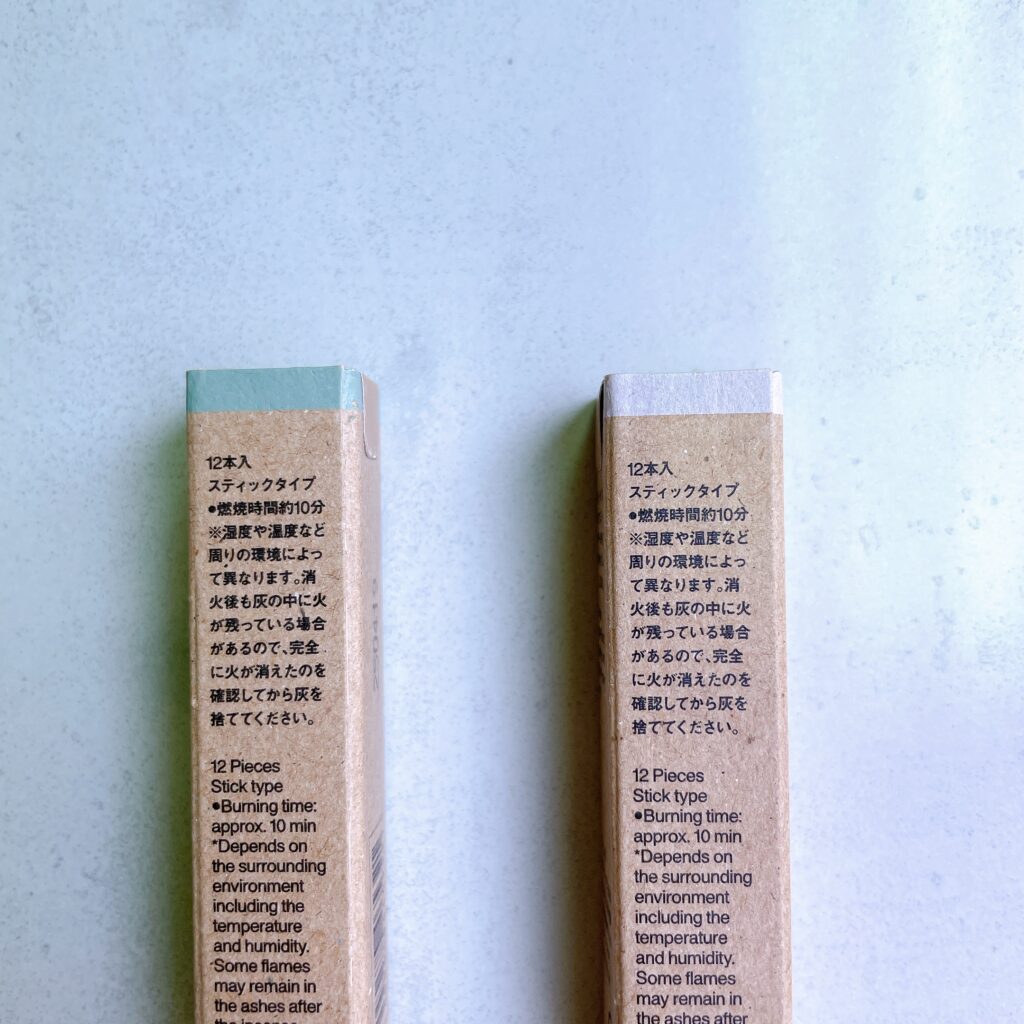 12本入
スティックタイプ
●燃焼時間約10分
※湿度や温度など
周りの環境によっ
て異なります。消
火後も灰の中に火
が残っている場合
があるので、完全
に火が消えたのを
確認してから灰を
捨ててください。
12 Pieces
Stick type
●Burning time:
approx. 10 min
*Depends on
the surrounding
environment
including the
temperature
and humidity.
Some flames
may remain in
the ashes after
the incense
12本入
スティックタイプ
●燃焼時間約10分
※湿度や温度など
周りの環境によっ
て異なります。消
火後も灰の中に火
が残っている場合
があるので、完全
に火が消えたのを
確認してから灰を
捨ててください。
12 Pieces
Stick type
●Burning time:
approx. 10 min
*Depends on
the surrounding
environment
including the
temperature
and humidity.
Some flames
may remain in
the ashes after